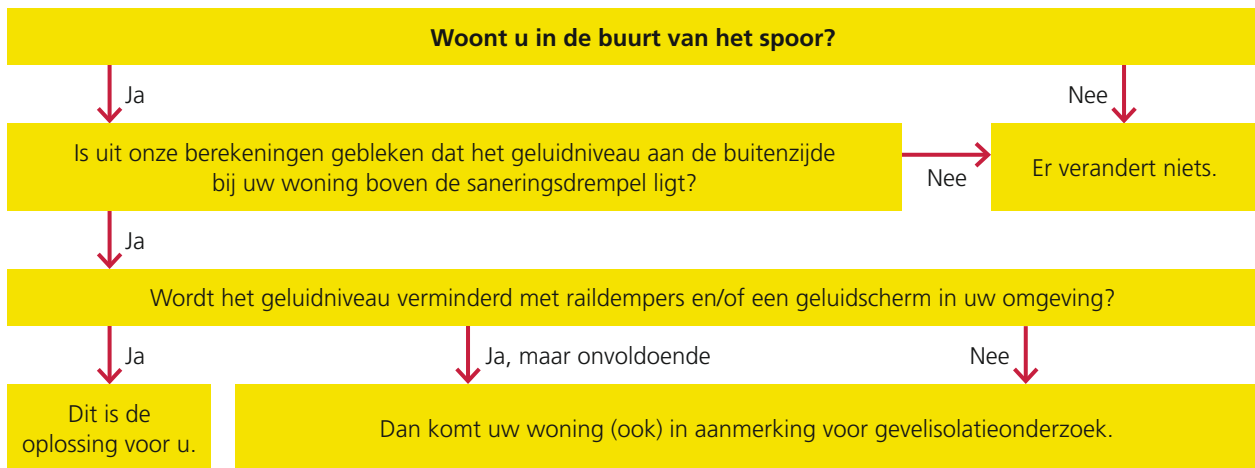 Woont u in de buurt van het spoor?
Ja
Nee
Is uit onze berekeningen gebleken dat het geluidniveau aan de buitenzijde
bij uw woning boven de saneringsdrempel ligt?
Nee
Er verandert niets.
Ja
Wordt het geluidniveau verminderd met raildempers en/of een geluidscherm in uw omgeving?
Ja
Ja, maar onvoldoende
Nee
Dit is de
oplossing voor u.
Dan komt uw woning (ook) in aanmerking voor gevelisolatieonderzoek.